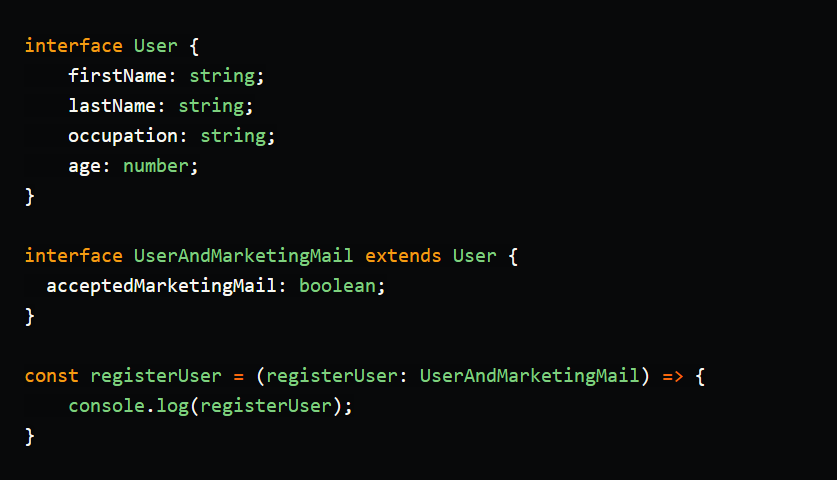 interface User {
    firstName: string;
    lastName: string;
    occupation: string;
    age: number;
}

interface UserAndMarketingMail extends User {
  acceptedMarketingMail: boolean;
}

const registerUser = (registerUser: UserAndMarketingMail) => {
    console.log(registerUser);
}